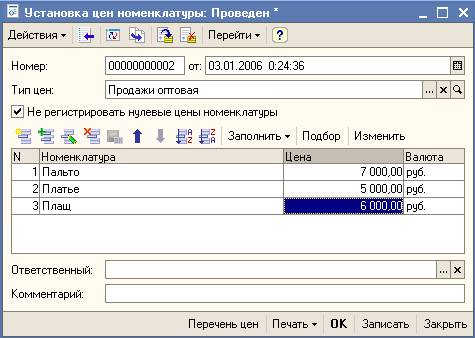 Установка цен номенклатуры: Проведен *
Действия Перейти ?
Номер: 00000000002 от: 03.01.2006 0:24:36
Тип цен: Продажи оптовая ... x
Не регистрировать нулевые цены номенклатуры
Заполнить Подбор Изменить
N Номенклатура Цена Валюта
1 Пальто 7 000,00 руб.
2 Платье 5 000,00 руб.
3 Плащ 6 000,00 руб.
Ответственный: ... x
Комментарий:
Перечень цен Печать OK Записать Закрыть